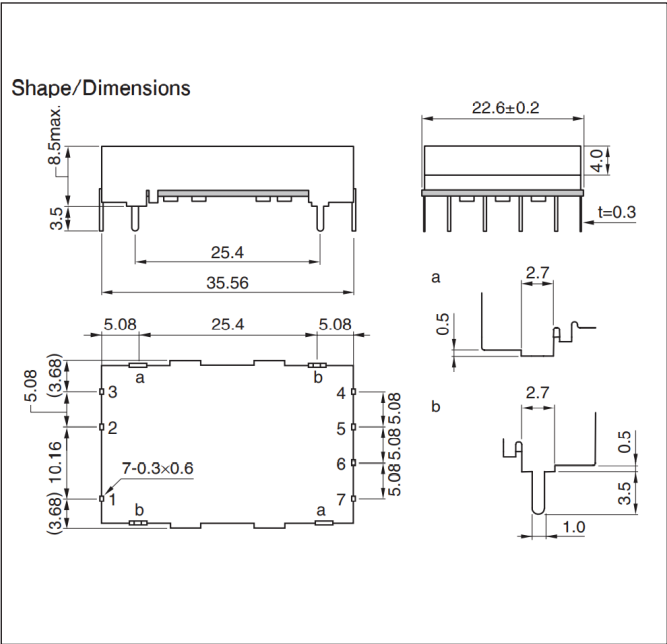 Shape/Dimensions
8.5max.
3.5
25.4
35.56
22.6±0.2
4.0
t=0.3
a
2.7
0.5
b
2.7
0.5
3.5
1.0
5.08 25.4 5.08
a b
5.08
(3.68)
3 4
5.08
2 5
5.08
10.16
6
7-0.3×0.6
5.08
1 7
(3.68)
b a